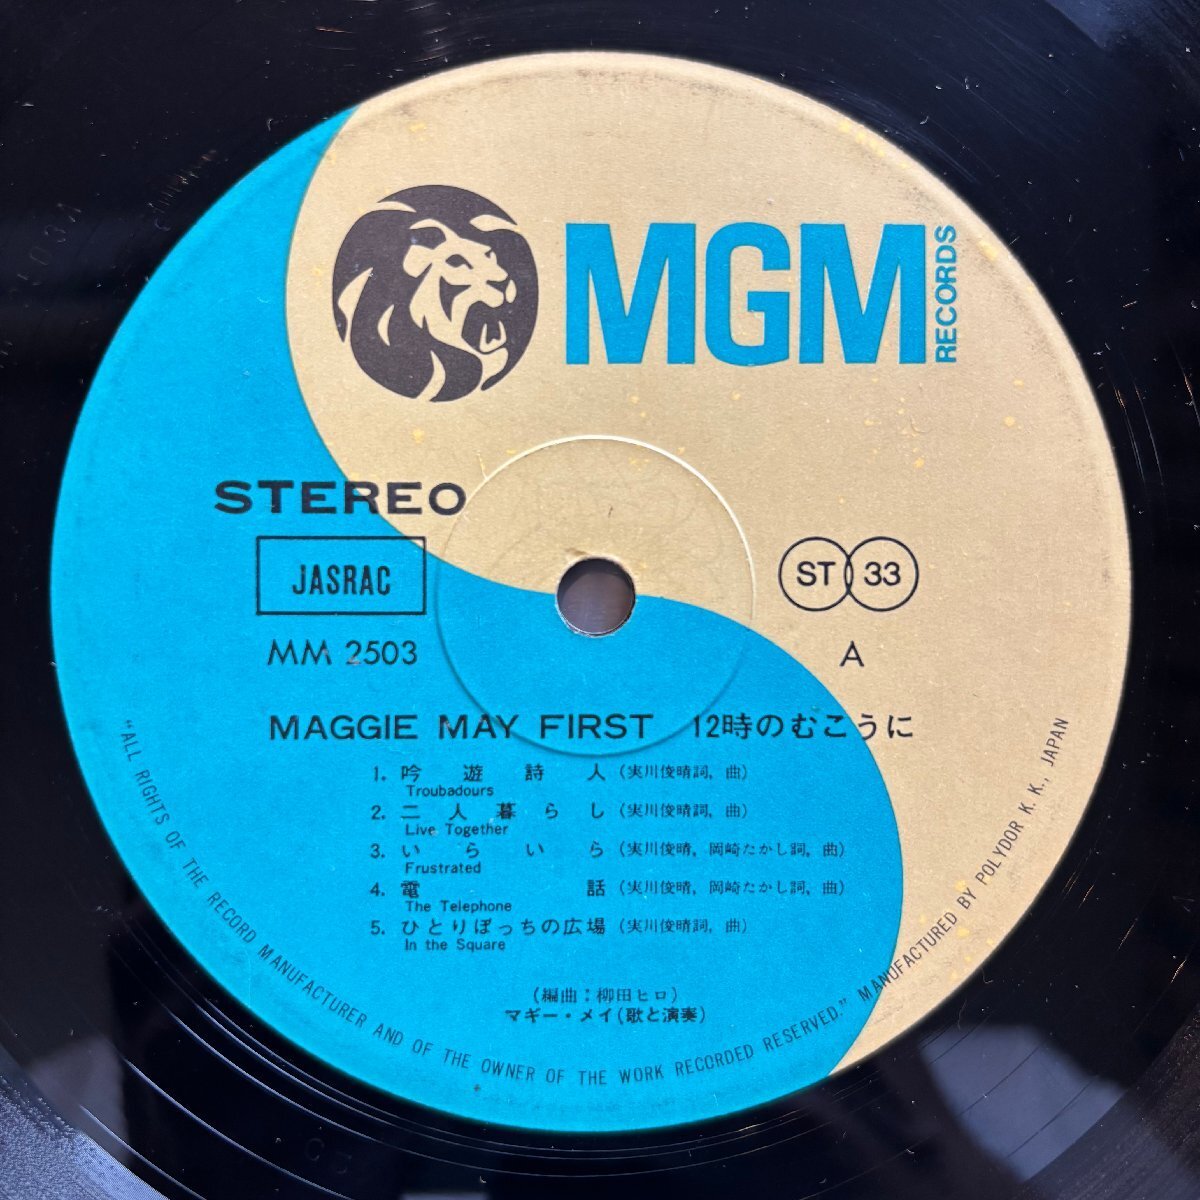 MGM
RECORDS
STEREO
JASRAC
ST 33
MM 2503
A
MAGGIE MAY FIRST 12時のむこうに
1. 吟遊詩人 (実川俊晴詞, 曲)
Troubadours
2. 二人暮らし (実川俊晴詞, 曲)
Live Together
3. いらいら (実川俊晴, 岡崎たかし詞, 曲)
Frustrated
4. 電話 (実川俊晴, 岡崎たかし詞, 曲)
The Telephone
5. ひとりぼっちの広場 (実川俊晴詞, 曲)
In the Square
(編曲:柳田ヒロ)
マギー・メイ(歌と演奏)
"ALL RIGHTS OF THE RECORD MANUFACTURER AND OF THE OWNER OF THE WORK RECORDED RESERVED." MANUFACTURED BY POLYDOR K. K., JAPAN